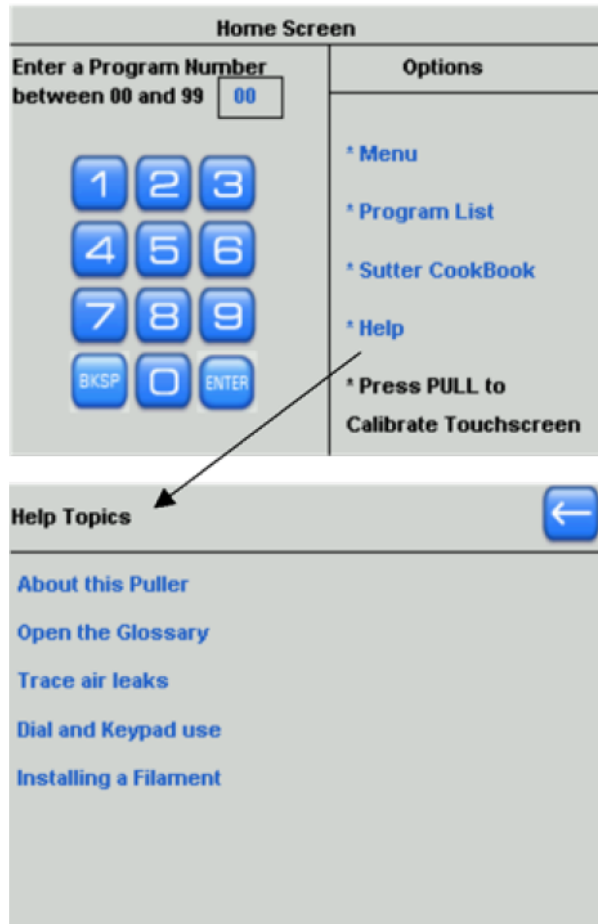 Home Screen
Enter a Program Number
between 00 and 99 00
1 2 3
4 5 6
7 8 9
BKSP 0 ENTER
Options
* Menu
* Program List
* Sutter CookBook
* Help
* Press PULL to
Calibrate Touchscreen
Help Topics
About this Puller
Open the Glossary
Trace air leaks
Dial and Keypad use
Installing a Filament